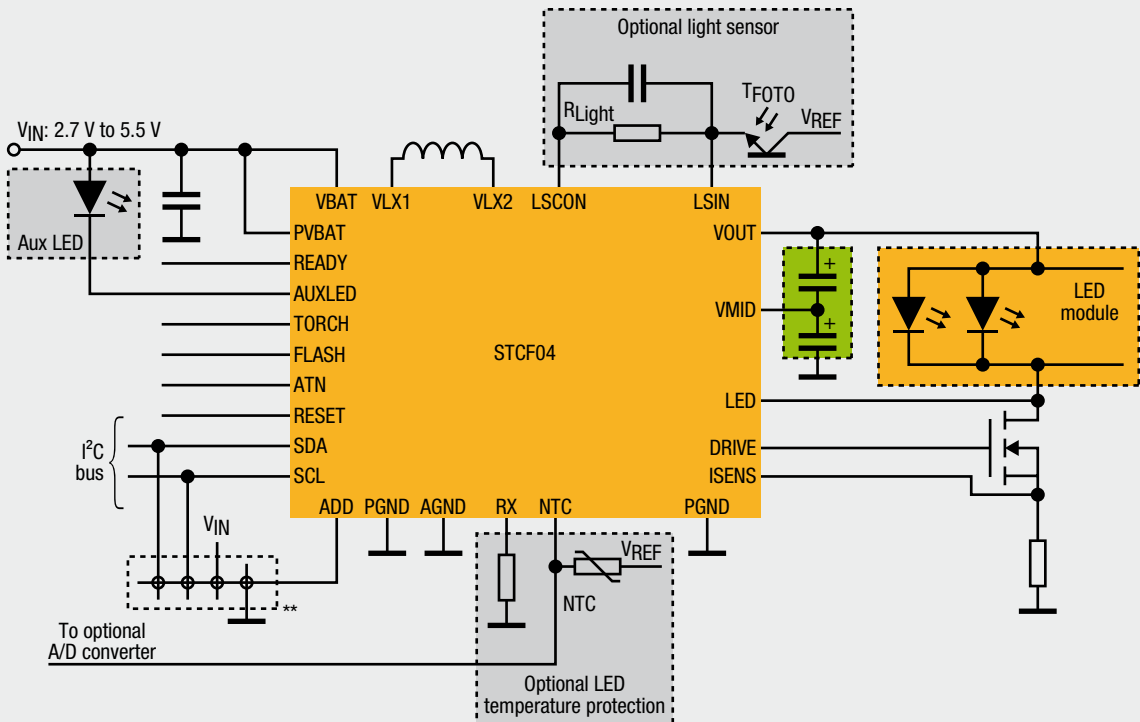 Optional light sensor
TFOTO
RLight
VREF
VIN: 2.7 V to 5.5 V
Aux LED
VBAT VLX1 VLX2 LSCON LSIN
PVBAT
READY
AUXLED
TORCH
FLASH
ATN
RESET
SDA
SCL
I²C
bus
STCF04
VOUT
VMID
LED
DRIVE
ISENS
+
+
LED
module
ADD PGND AGND RX NTC PGND
VIN
**
VREF
NTC
To optional
A/D converter
Optional LED
temperature protection